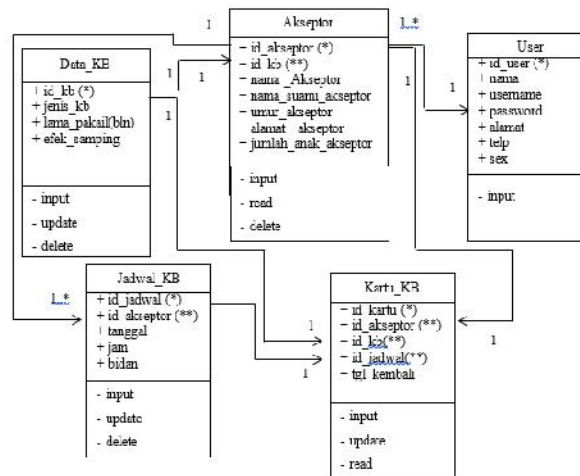 Akseptor
– id_akseptor (*)
– id_kb (**)
– nama_Akseptor
– nama_suami_akseptor
– umur_akseptor
alamat_akseptor
– jumlah_anak_akseptor
- input
- read
- delete
Data_KB
+ id_kb (*)
+ jenis_kb
+ lama_pakail(bln)
+ efek_samping
- input
- update
- delete
User
+ id_user (*)
+ nama
+ username
+ password
+ alamat
+ telp
+ sex
- input
Jadwal_KB
+ id_jadwal (*)
+ id_akseptor (**)
+ tanggal
+ jam
+ bidan
- input
- update
- delete
Kartu_KB
– id_kartu (*)
– id_akseptor (**)
– id_kb(**)
– id_jadwal(**)
– tgl_kembali
- input
- update
- read
1
1
1
1
1..*
1
1
1..*
1
1
1